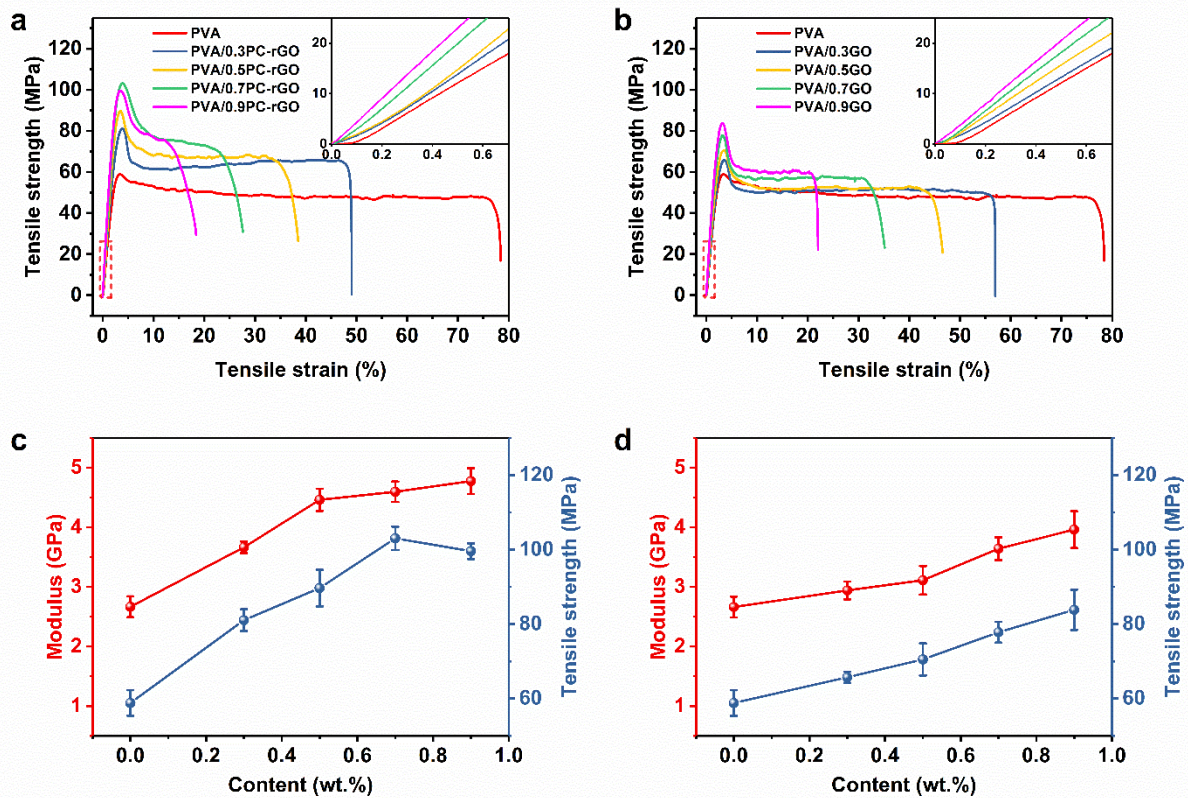 a
Tensile strength (MPa)
120
100
80
60
40
20
0
0 10 20 30 40 50 60 70 80
Tensile strain (%)
PVA
PVA/0.3PC-rGO
PVA/0.5PC-rGO
PVA/0.7PC-rGO
PVA/0.9PC-rGO
20
10
0
0.0 0.2 0.4 0.6
b
Tensile strength (MPa)
120
100
80
60
40
20
0
0 10 20 30 40 50 60 70 80
Tensile strain (%)
PVA
PVA/0.3GO
PVA/0.5GO
PVA/0.7GO
PVA/0.9GO
20
10
0
0.0 0.2 0.4 0.6
c
Modulus (GPa)
5
4
3
2
1
0.0 0.2 0.4 0.6 0.8 1.0
Content (wt.%)
120
100
80
60
Tensile strength (MPa)
d
Modulus (GPa)
5
4
3
2
1
0.0 0.2 0.4 0.6 0.8 1.0
Content (wt.%)
120
100
80
60
Tensile strength (MPa)